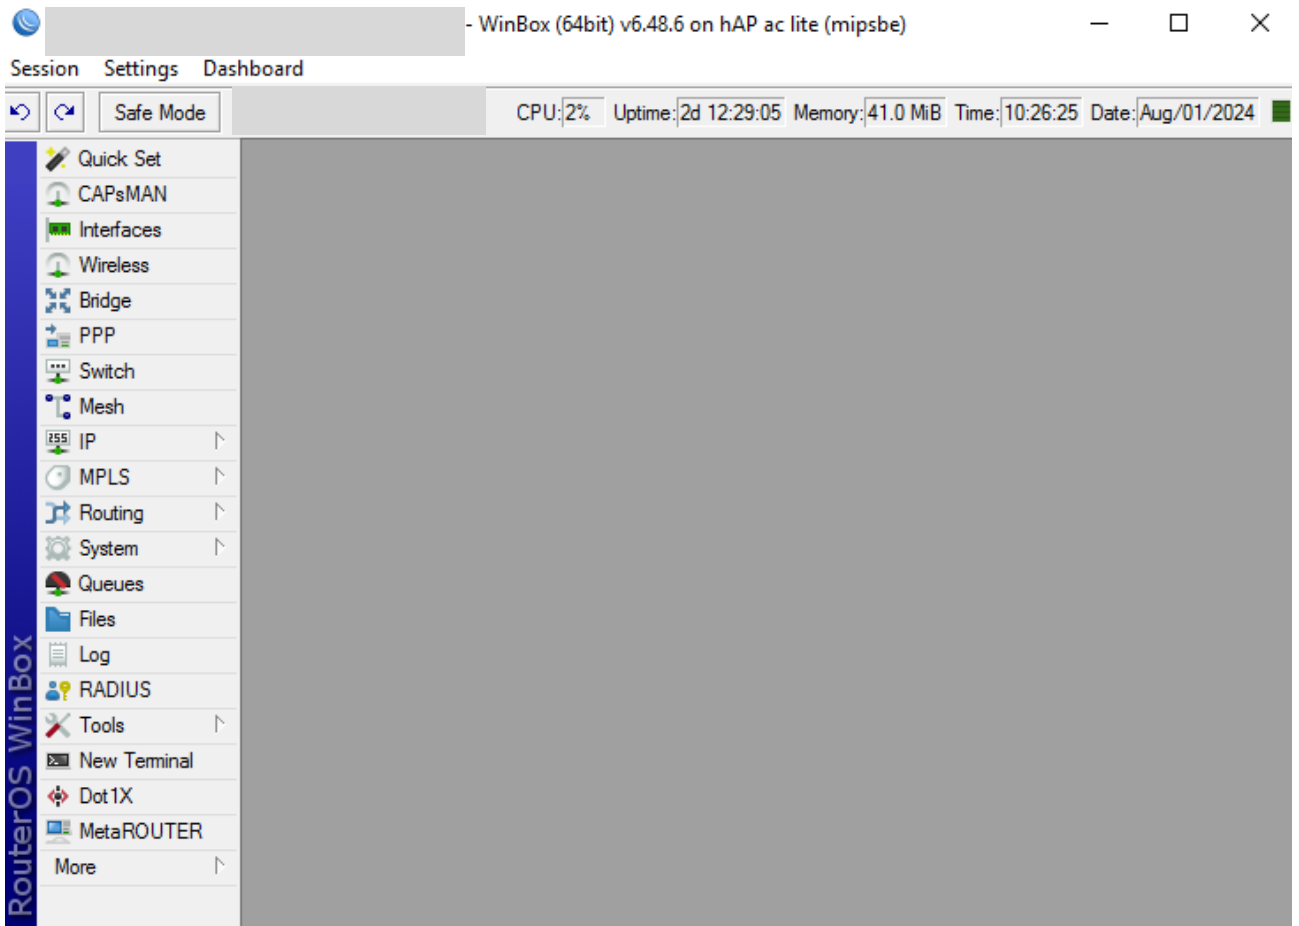 - WinBox (64bit) v6.48.6 on hAP ac lite (mipsbe)
Session Settings Dashboard
Safe Mode CPU: 2% Uptime: 2d 12:29:05 Memory: 41.0 MiB Time: 10:26:25 Date: Aug/01/2024
Quick Set
CAPsMAN
Interfaces
Wireless
Bridge
PPP
Switch
Mesh
255 IP
MPLS
Routing
System
Queues
Files
Log
RADIUS
Tools
New Terminal
Dot1X
MetaROUTER
More
RouterOS WinBox